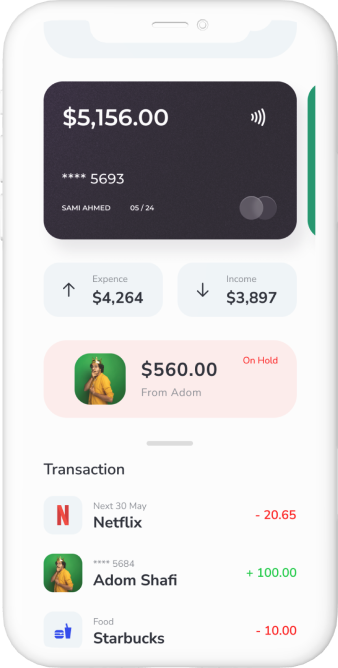 $5,156.00
**** 5693
SAMI AHMED 05 / 24
Expence
$4,264
Income
$3,897
$560.00
On Hold
From Adom
Transaction
N
Next 30 May
Netflix
- 20.65
**** 5684
Adom Shafi
+ 100.00
Food
Starbucks
- 10.00